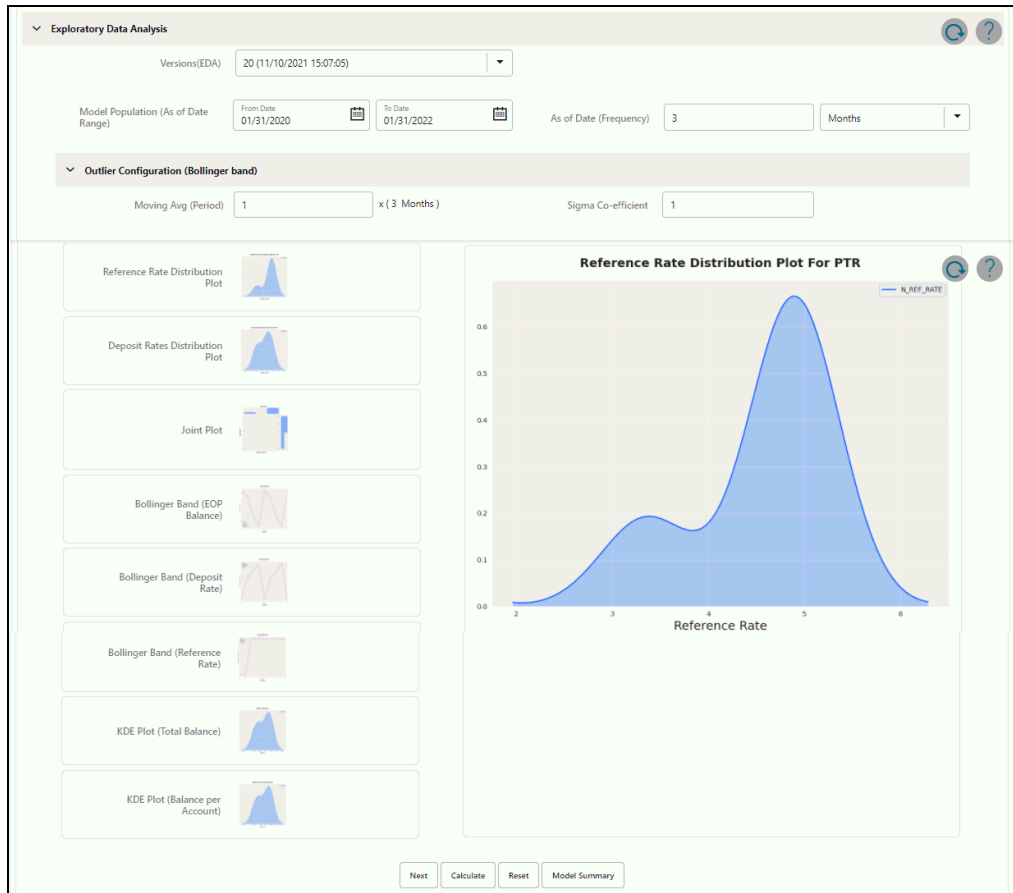 Exploratory Data Analysis
?
Versions(EDA)
20 (11/10/2021 15:07:05)
Model Population (As of Date
Range)
From Date
01/31/2020
To Date
01/31/2022
As of Date (Frequency)
3
Months
Outlier Configuration (Bollinger band)
Moving Avg (Period)
1
x ( 3 Months )
Sigma Co-efficient
1
Reference Rate Distribution
Plot
Deposit Rates Distribution
Plot
Joint Plot
Bollinger Band (EOP
Balance)
Bollinger Band (Deposit
Rate)
Bollinger Band (Reference
Rate)
KDE Plot (Total Balance)
KDE Plot (Balance per
Account)
Reference Rate Distribution Plot For PTR
?
N_REF_RATE
0.6
0.5
0.4
0.3
0.2
0.1
0.0
2 3 4 5 6
Reference Rate
Next Calculate Reset Model Summary